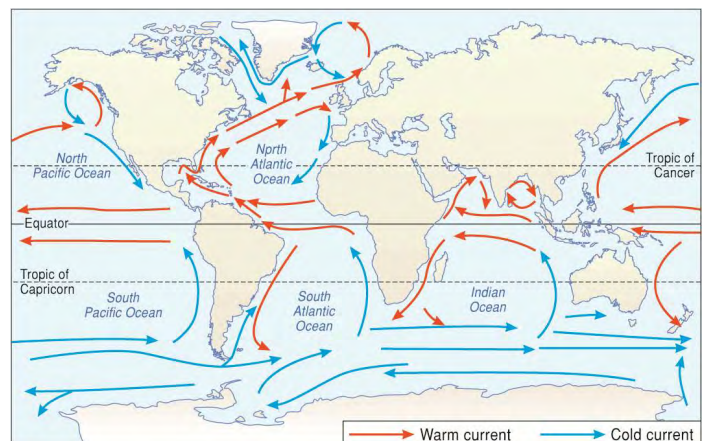 North
Pacific Ocean
Nprth
Atlantic
Ocean
Tropic of
Cancer
Equator
Tropic of
Capricorn
South
Pacific Ocean
South
Atlantic
Ocean
Indian
Ocean
Warm current
Cold current